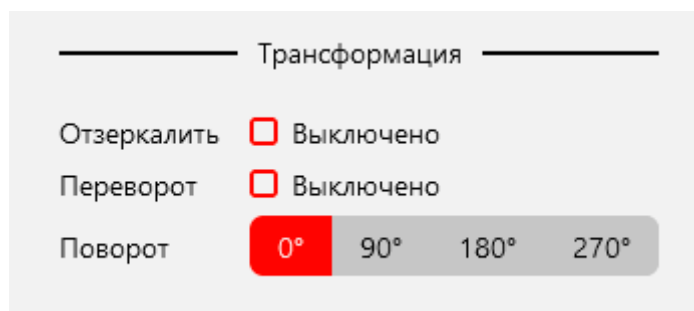 Трансформация
Отзеркалить Выключено
Переворот Выключено
Поворот 0° 90° 180° 270°